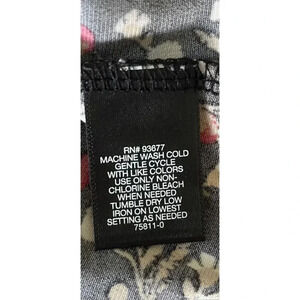 RN# 93677
MACHINE WASH COLD
GENTLE CYCLE
WITH LIKE COLORS
USE ONLY NON-
CHLORINE BLEACH
WHEN NEEDED
TUMBLE DRY LOW
IRON ON LOWEST
SETTING AS NEEDED
75811-0